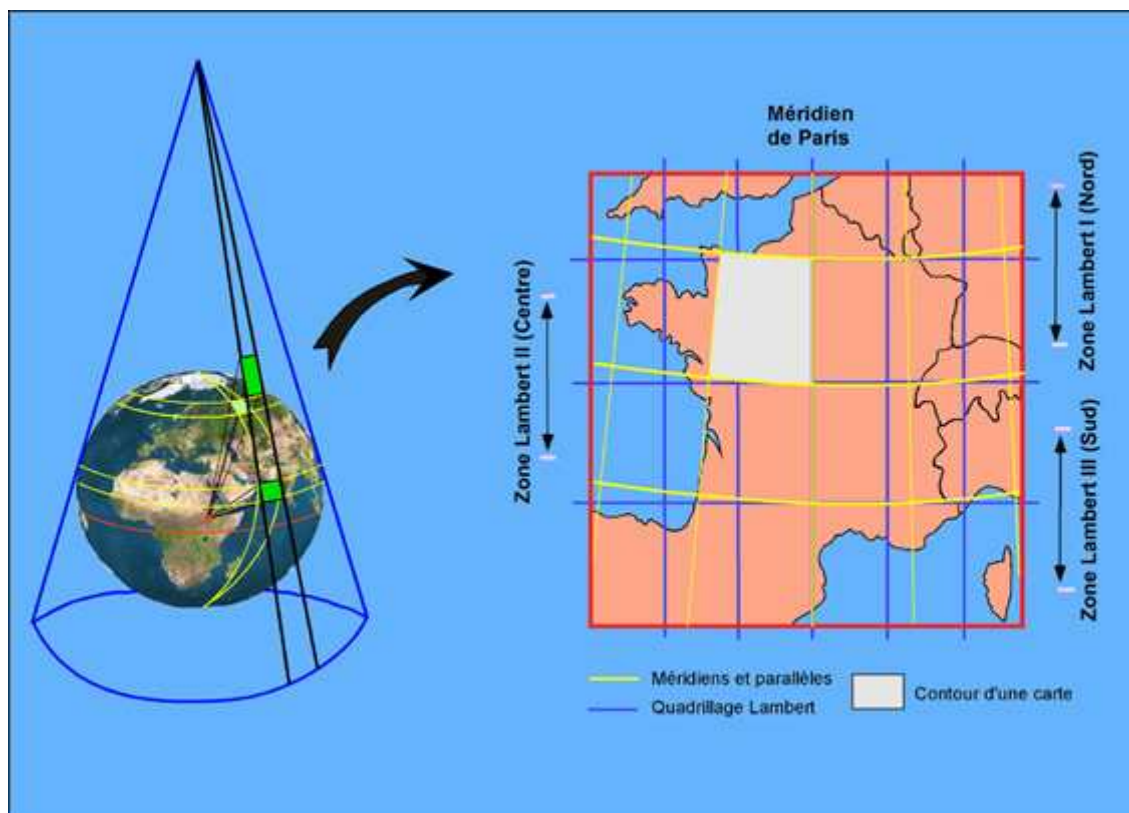 Méridien
de Paris
Zone Lambert II (Centre)
Zone Lambert I (Nord)
Zone Lambert III (Sud)
Méridiens et parallèles
Quadrillage Lambert
Contour d'une carte